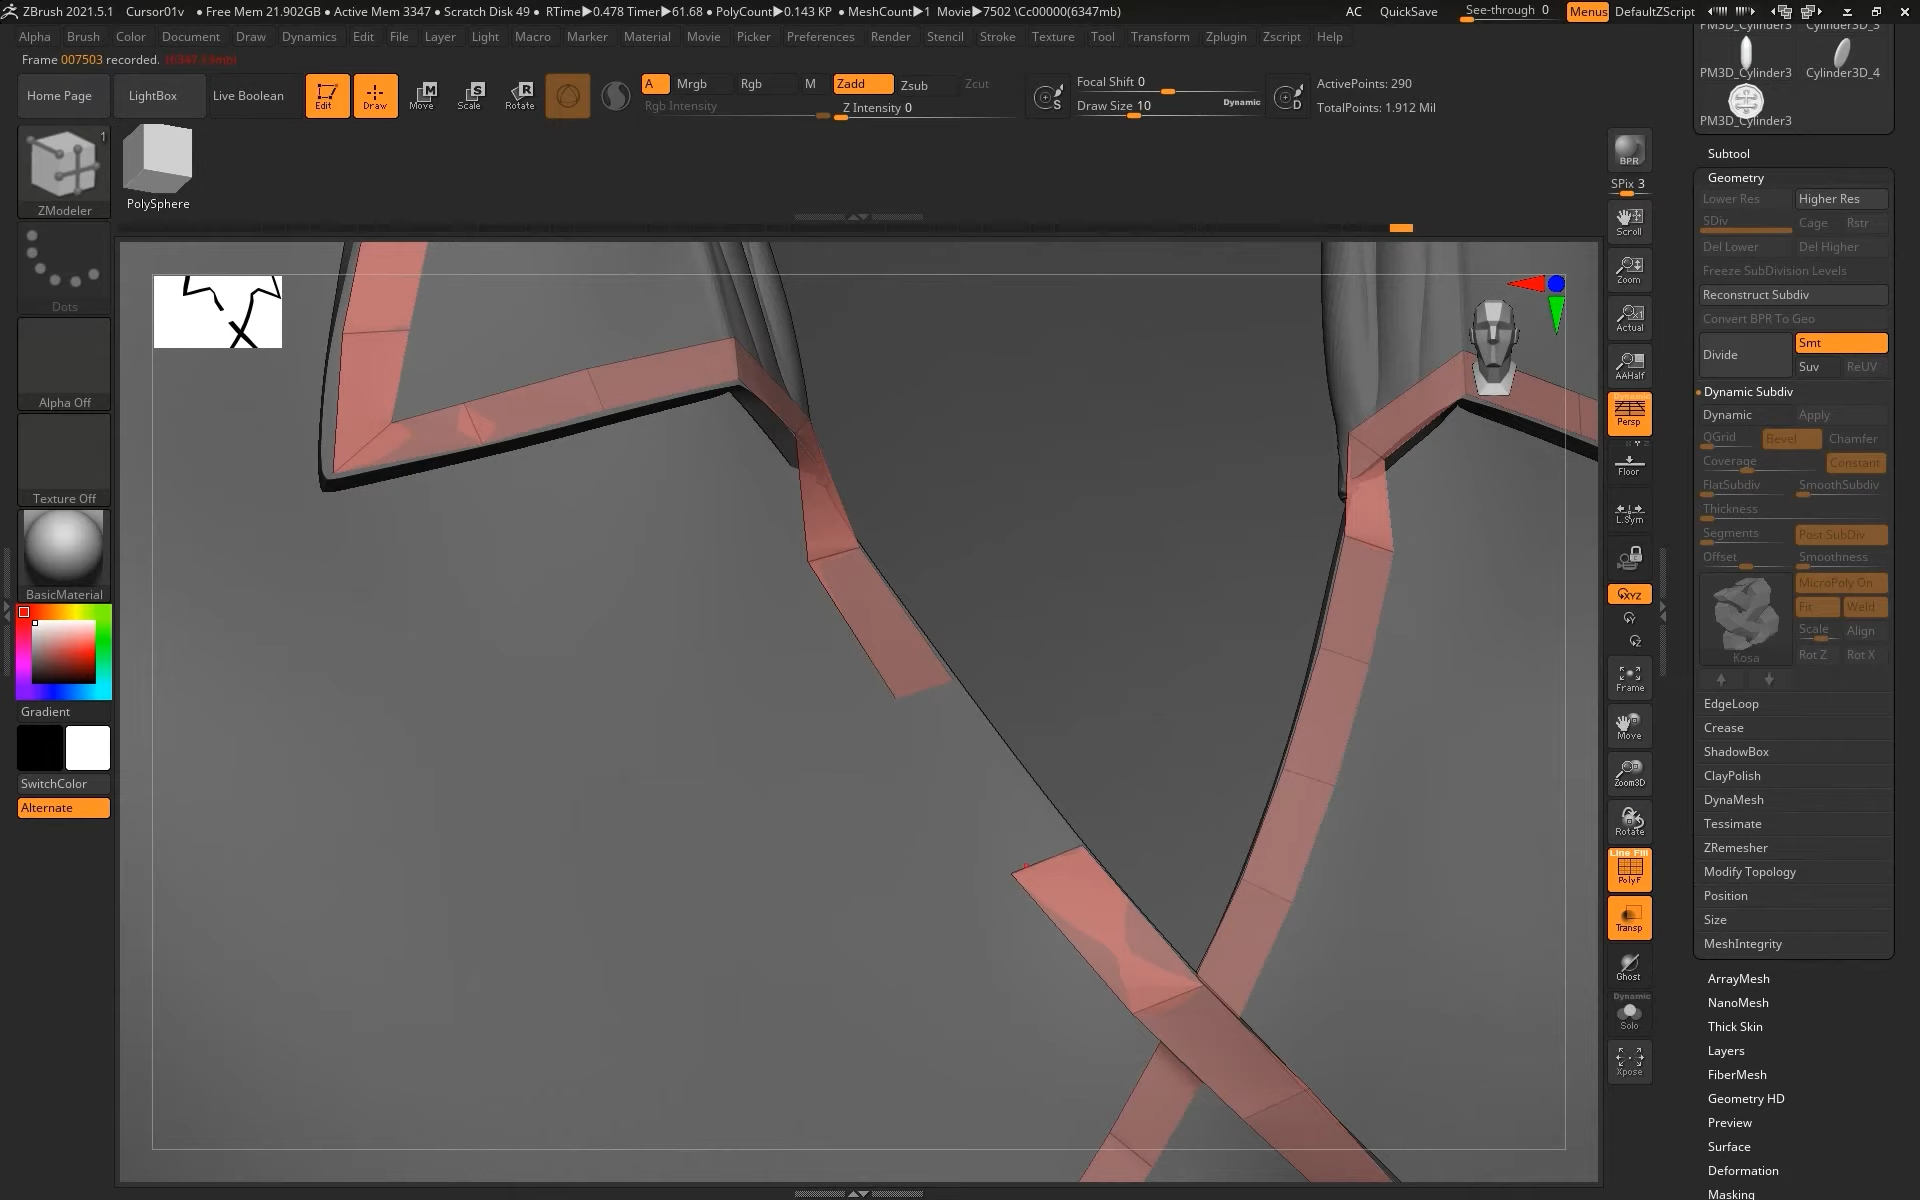 ZBrush 2021.5.1 Cursor01v • Free Mem 21.902GB • Active Mem 3347 • Scratch Disk 49 • RTime▶0.478 Timer▶61.68 • PolyCount▶0.143 KP • MeshCount▶1 Movie▶7502 \Cc00000(6347mb) AC QuickSave See-through 0 Menus DefaultZScript
Alpha Brush Color Document Draw Dynamics Edit File Layer Light Macro Marker Material Movie Picker Preferences Render Stencil Stroke Texture Tool Transform Zplugin Zscript Help
Frame 007503 recorded.
Home Page LightBox Live Boolean Edit Draw Move Scale Rotate
A Mrgb Rgb M Zadd Zsub Zcut
Rgb Intensity Z Intensity 0
Focal Shift 0
Draw Size 10 Dynamic
ActivePoints: 290
TotalPoints: 1.912 Mil
1
ZModeler
PolySphere
Dots
Alpha Off
Texture Off
BasicMaterial
Gradient
SwitchColor
Alternate
BPR
SPix 3
Scroll
Zoom
Actual
AAHalf
Dynamic
Persp
Floor
L.Sym
XYZ
Frame
Move
Zoom3D
Rotate
Line Fill
PolyF
Transp
Ghost
Dynamic
Solo
Xpose
PM3D_Cylinder3 Cylinder3D_3
PM3D_Cylinder3 Cylinder3D_4
PM3D_Cylinder3
Subtool
Geometry
Lower Res Higher Res
SDiv Cage Rstr
Del Lower Del Higher
Freeze SubDivision Levels
Reconstruct Subdiv
Convert BPR To Geo
Divide Smt
Suv ReUV
Dynamic Subdiv
Dynamic Apply
QGrid Bevel Chamfer
Coverage Constant
FlatSubdiv SmoothSubdiv
Thickness
Segments Post SubDiv
Offset Smoothness
MicroPoly On
Fit Weld
Scale Align
Kosa Rot Z Rot X
EdgeLoop
Crease
ShadowBox
ClayPolish
DynaMesh
Tessimate
ZRemesher
Modify Topology
Position
Size
MeshIntegrity
ArrayMesh
NanoMesh
Thick Skin
Layers
FiberMesh
Geometry HD
Preview
Surface
Deformation
Masking